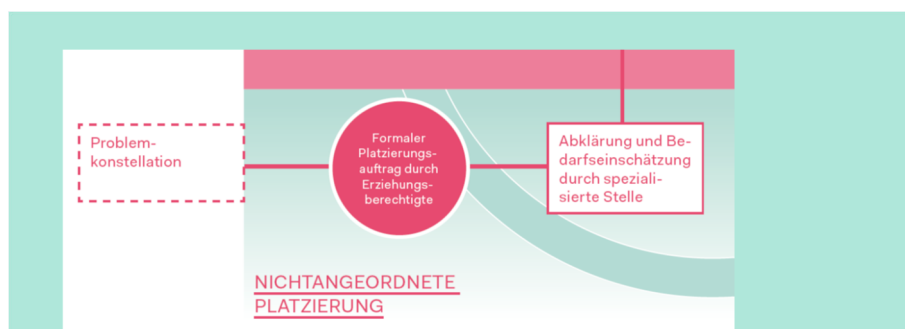 Problem-
konstellation
Formaler
Platzierungs-
auftrag durch
Erziehungs-
berechtigte
Abklärung und Be-
darfseinschätzung
durch speziali-
sierte Stelle
NICHTANGEORDNETE
PLATZIERUNG